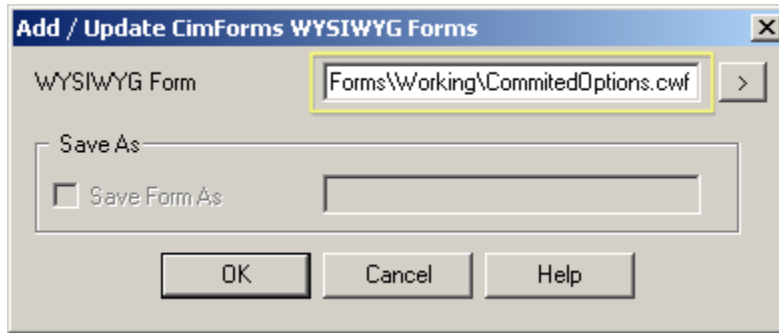 Add / Update CimForms WYSIWYG Forms
WYSIWYG Form
Forms\Working\CommitedOptions.cwf
>
Save As
Save Form As
OK Cancel Help